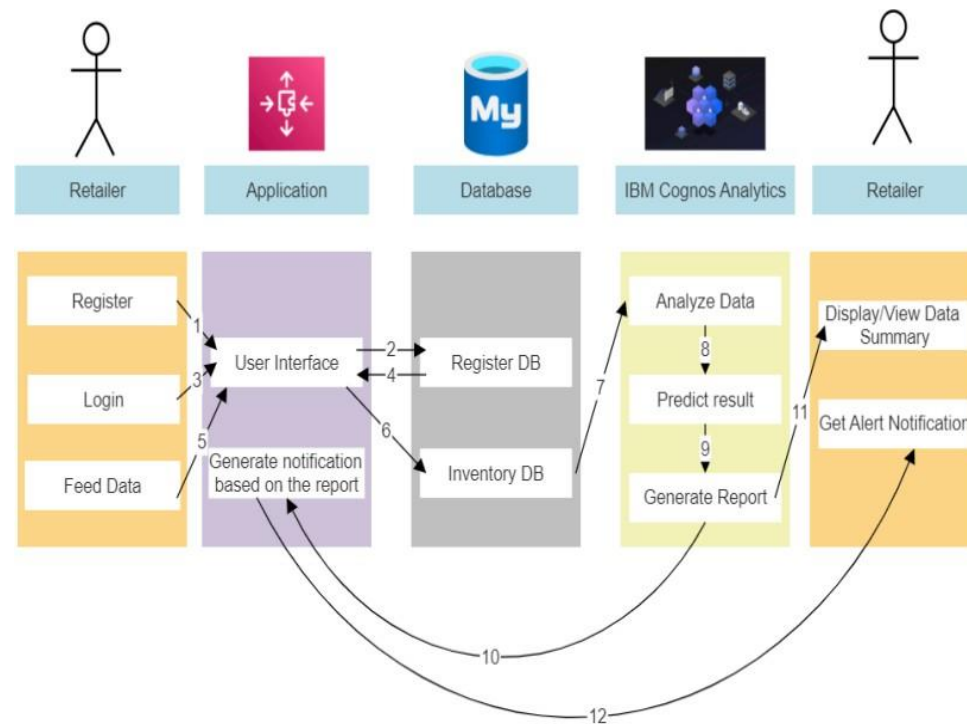 My
Retailer
Application
Database
IBM Cognos Analytics
Retailer
Register
1
User Interface
2
4
Register DB
3
Login
5
Feed Data
6
Generate notification
based on the report
Inventory DB
7
Analyze Data
8
Predict result
9
Generate Report
11
Display/View Data
Summary
Get Alert Notification
10
12